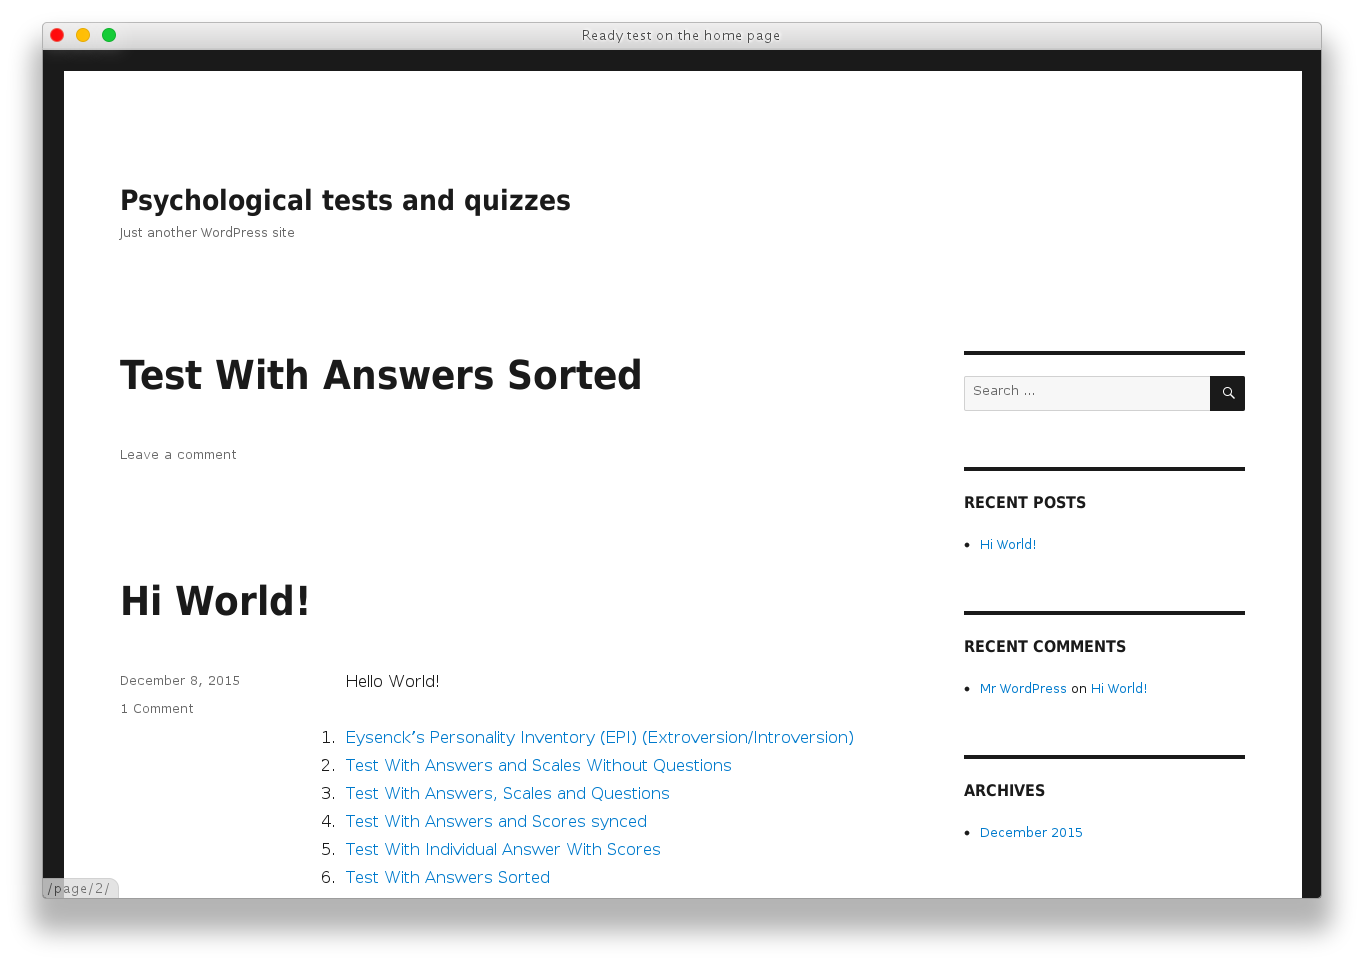 Ready test on the home page
Psychological tests and quizzes
Just another WordPress site
Test With Answers Sorted
Leave a comment
Hi World!
December 8, 2015
1 Comment
Hello World!
1. Eysenck’s Personality Inventory (EPI) (Extroversion/Introversion)
2. Test With Answers and Scales Without Questions
3. Test With Answers, Scales and Questions
4. Test With Answers and Scores synced
5. Test With Individual Answer With Scores
6. Test With Answers Sorted
Search …
RECENT POSTS
Hi World!
RECENT COMMENTS
Mr WordPress on Hi World!
ARCHIVES
December 2015
/page/2/